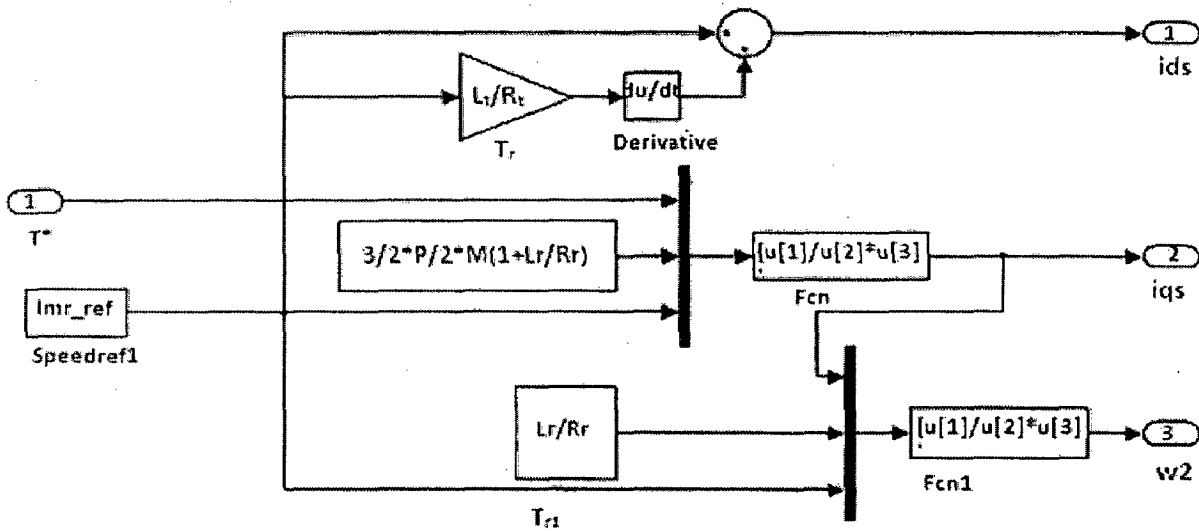 1
ids
Lt/Rt
du/dt
Tr
Derivative
1
T*
3/2*P/2*M(1+Lr/Rr)
[u[1]/u[2]*u[3]
Fcn
2
iqs
Imr_ref
Speedref1
Lr/Rr
Tr1
[u[1]/u[2]*u[3]
Fcn1
3
w2